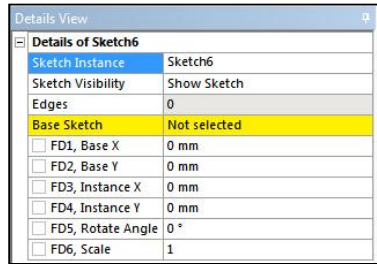 Details View
Details of Sketch6
Sketch Instance Sketch6
Sketch Visibility Show Sketch
Edges 0
Base Sketch Not selected
FD1, Base X 0 mm
FD2, Base Y 0 mm
FD3, Instance X 0 mm
FD4, Instance Y 0 mm
FD5, Rotate Angle 0 °
FD6, Scale 1